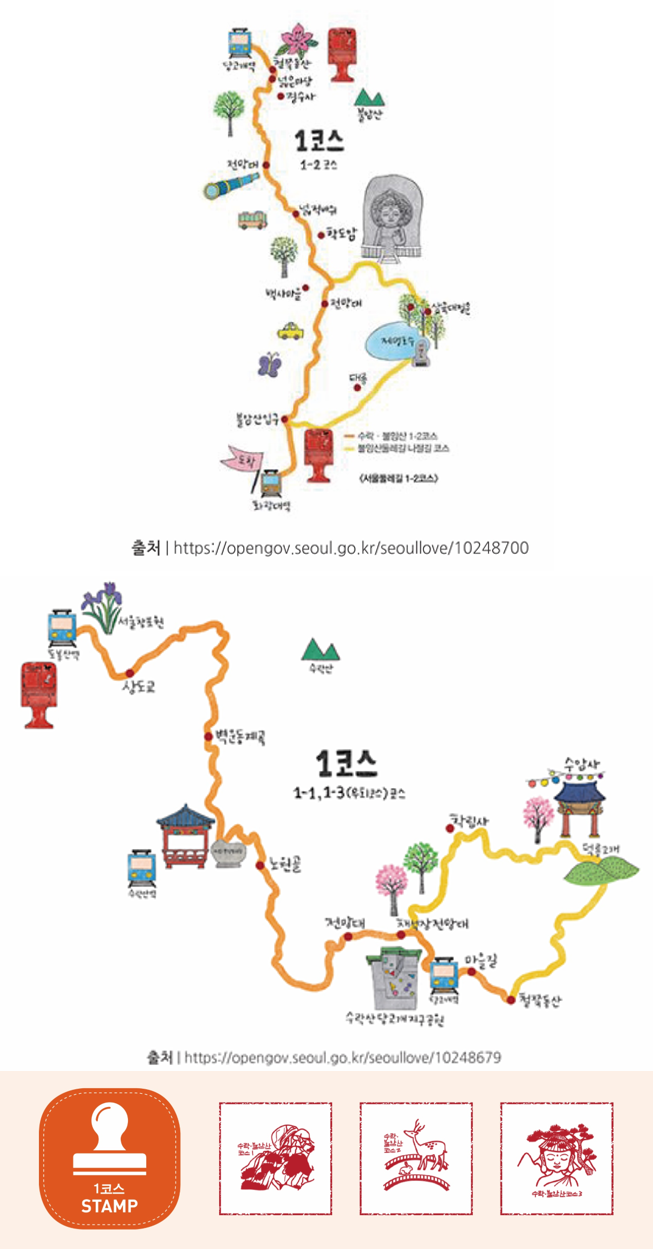 당고개역
철쭉동산
넓은마당
정수사
불암산
1코스
1-2 코스
전망대
넓적바위
학도암
백사마을
전망대
삼육대입문
제명호수
태릉
불암산입구
수락·불암산 1-2코스
불암산둘레길 나절길 코스
도착
(서울둘레길 1-2코스)
화랑대역
출처 | https://opengov.seoul.go.kr/seoullove/10248700
서울창포원
도봉산역
상도교
수락산
벽운동계곡
1코스
1-1, 1-3(우회코스)코스
수암사
학림사
덕릉고개
노원골
수락산역
전망대
채석장전망대
마을길
당고개역
철쭉동산
수락산 당고개지구공원
출처 | https://opengov.seoul.go.kr/seoullove/10248679
수락·불암산
코스1
수락·
불암산
코스2
1코스
STAMP
수락·불암산코스3